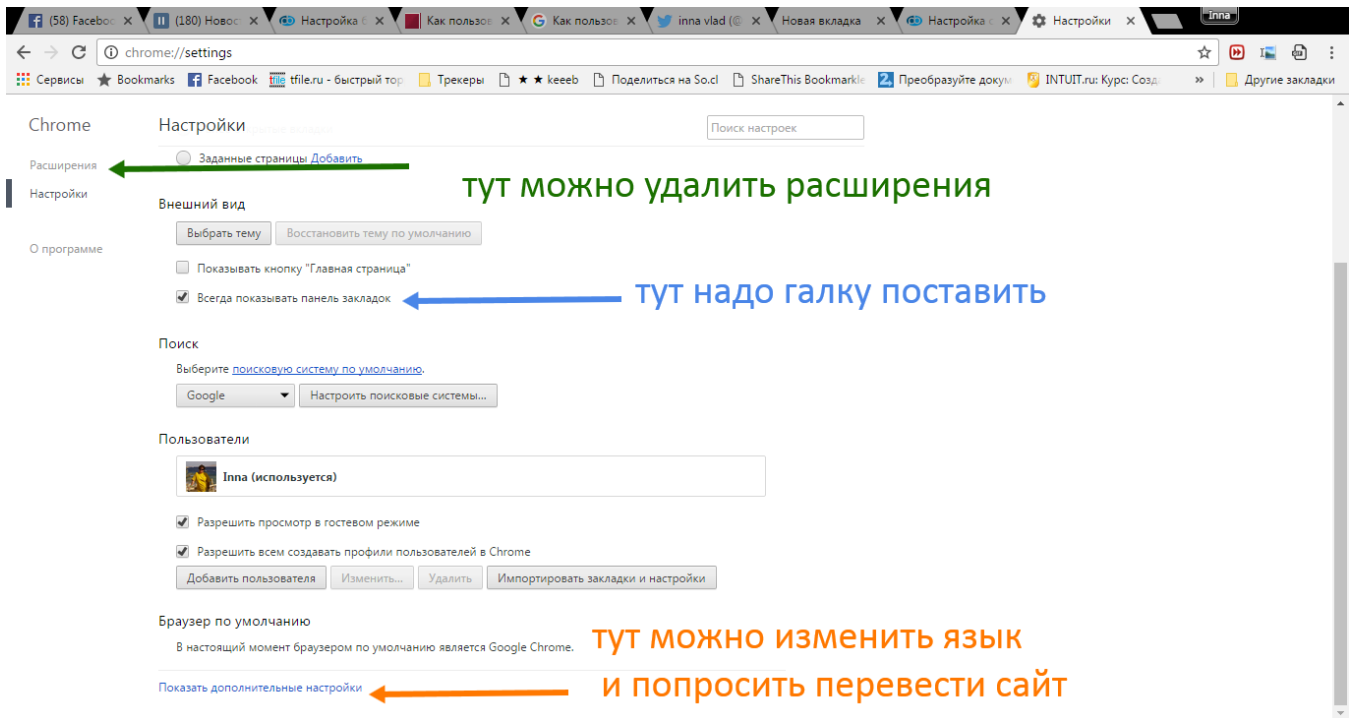 (58) Faceboo
(180) Новос
Настройка б
Как пользов
Как пользов
inna vlad (@
Новая вкладка
Настройка с
Настройки
Inna
chrome://settings
Сервисы Bookmarks Facebook tfile.ru - быстрый тор Трекеры ★ ★ keeeb Поделиться на So.cl ShareThis Bookmarkle Преобразуйте докум INTUIT.ru: Курс: Созда » Другие закладки
Chrome
Расширения
Настройки
О программе
Настройки
Поиск настроек
Заданные страницы Добавить
тут можно удалить расширения
Внешний вид
Выбрать тему Восстановить тему по умолчанию
Показывать кнопку "Главная страница"
Всегда показывать панель закладок
тут надо галку поставить
Поиск
Выберите поисковую систему по умолчанию.
Google Настроить поисковые системы...
Пользователи
Inna (используется)
Разрешить просмотр в гостевом режиме
Разрешить всем создавать профили пользователей в Chrome
Добавить пользователя Изменить... Удалить Импортировать закладки и настройки
Браузер по умолчанию
В настоящий момент браузером по умолчанию является Google Chrome.
тут можно изменить язык
Показать дополнительные настройки
и попросить перевести сайт